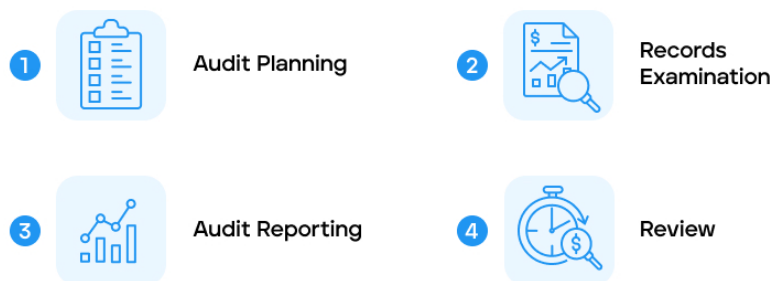 1
Audit Planning
2
$
Records
Examination
3
Audit Reporting
4
$
Review